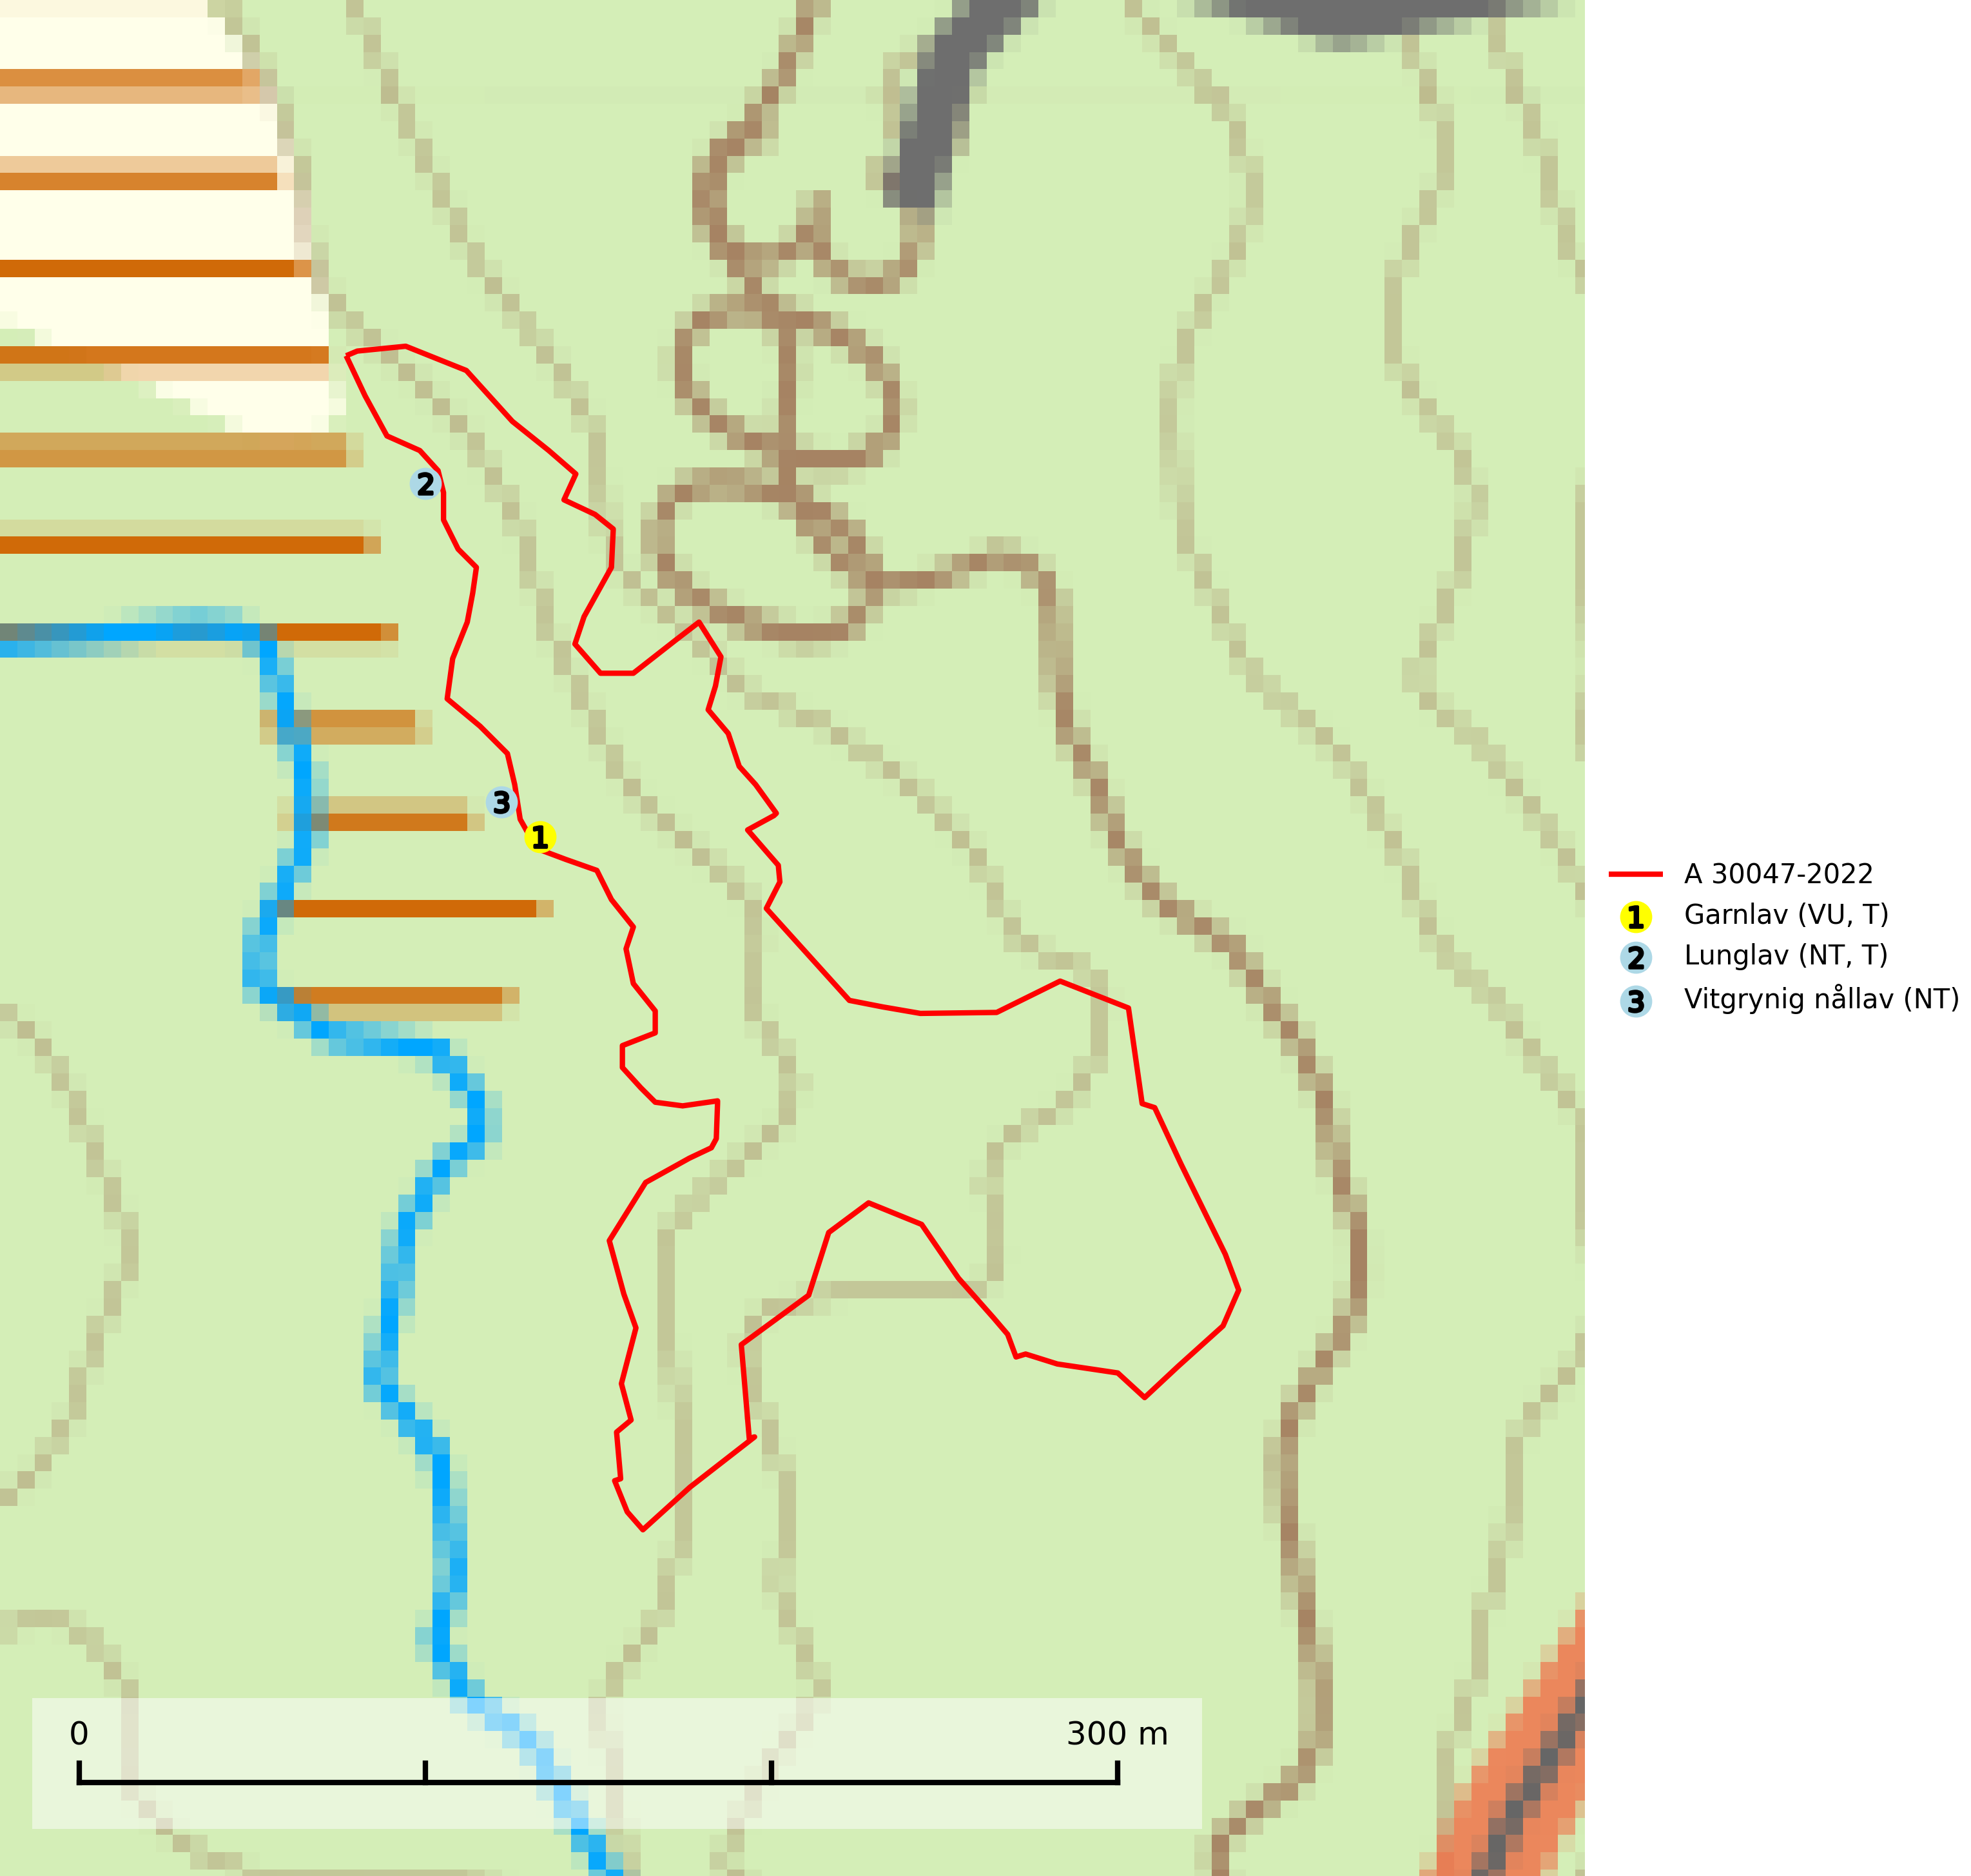 2
3
1
A 30047-2022
1 Garnlav (VU, T)
2 Lunglav (NT, T)
3 Vitgrynig nållav (NT)
0 300 m